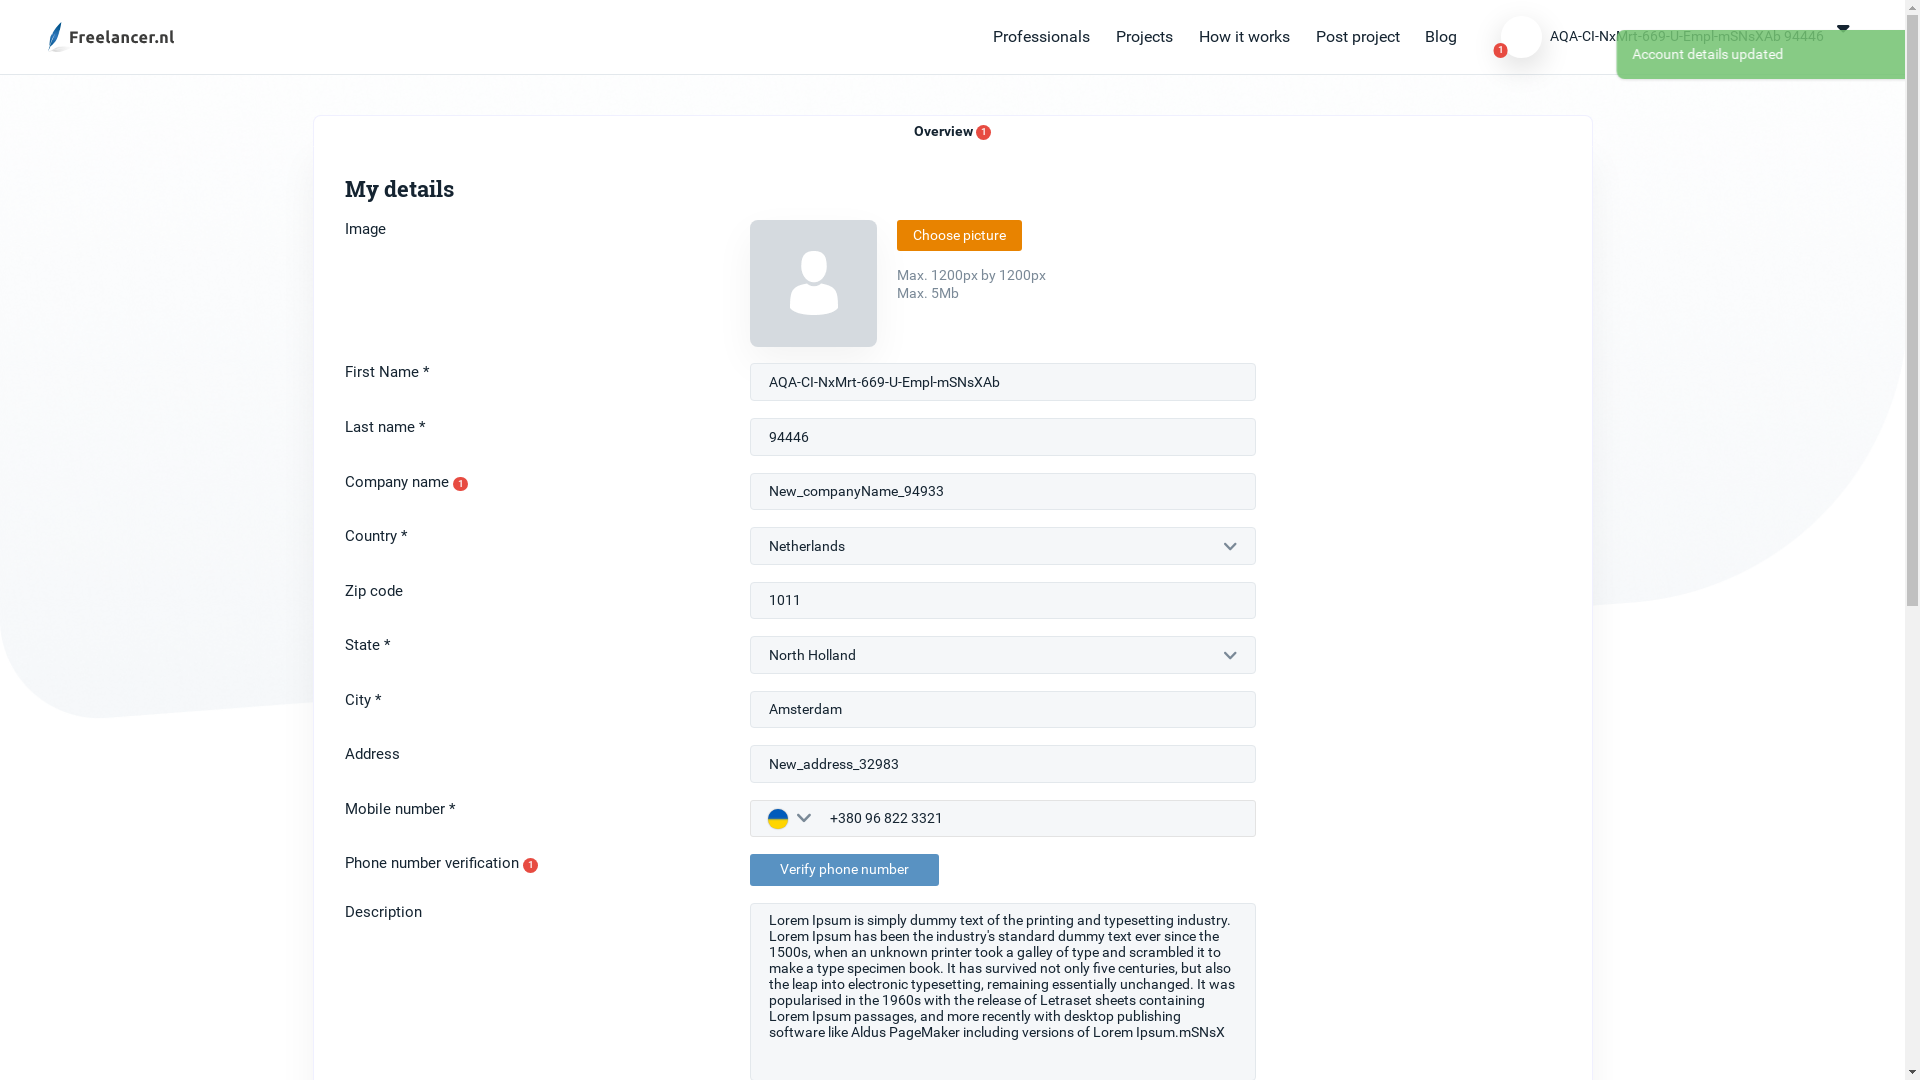 Freelancer.nl
Professionals
Projects
How it works
Post project
Blog
1
AQA-CI-NxMrt-669-U-Empl-mSNsXAb 94446
Account details updated
Overview 1
My details
Image
Choose picture
Max. 1200px by 1200px
Max. 5Mb
First Name *
AQA-CI-NxMrt-669-U-Empl-mSNsXAb
Last name *
94446
Company name 1
New_companyName_94933
Country *
Netherlands
Zip code
1011
State *
North Holland
City *
Amsterdam
Address
New_address_32983
Mobile number *
+380 96 822 3321
Phone number verification 1
Verify phone number
Description
Lorem Ipsum is simply dummy text of the printing and typesetting industry.
Lorem Ipsum has been the industry's standard dummy text ever since the
1500s, when an unknown printer took a galley of type and scrambled it to
make a type specimen book. It has survived not only five centuries, but also
the leap into electronic typesetting, remaining essentially unchanged. It was
popularised in the 1960s with the release of Letraset sheets containing
Lorem Ipsum passages, and more recently with desktop publishing
software like Aldus PageMaker including versions of Lorem Ipsum.mSNsX